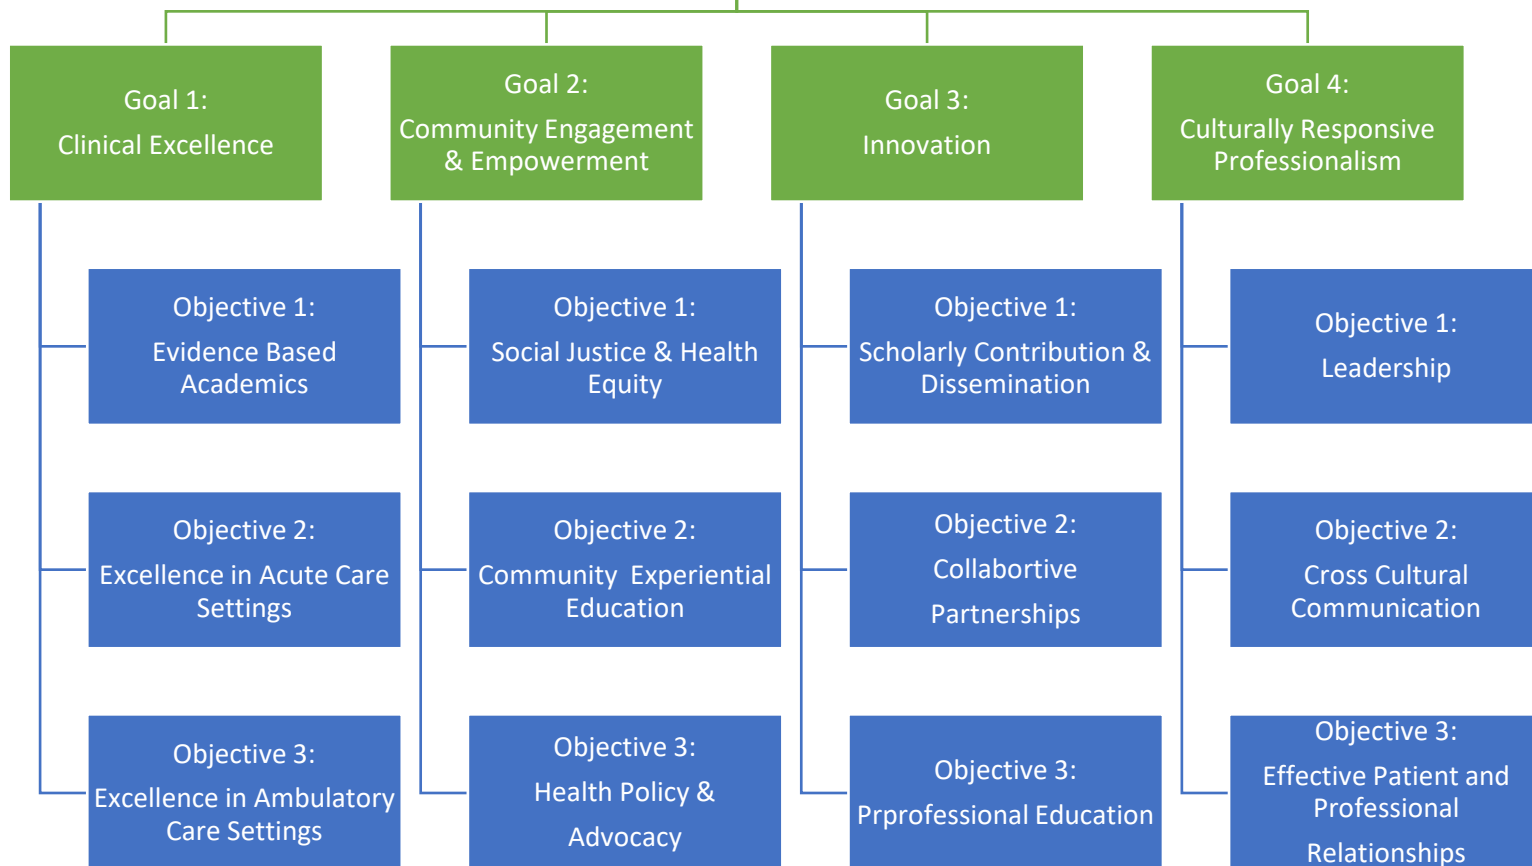 Goal 1:
Clinical Excellence
Objective 1:
Evidence Based
Academics
Objective 2:
Excellence in Acute Care
Settings
Objective 3:
Excellence in Ambulatory
Care Settings
Goal 2:
Community Engagement
& Empowerment
Objective 1:
Social Justice & Health
Equity
Objective 2:
Community  Experiential
Education
Objective 3:
Health Policy &
Advocacy
Goal 3:
Innovation
Objective 1:
Scholarly Contribution &
Dissemination
Objective 2:
Collabortive
Partnerships
Objective 3:
Prprofessional Education
Goal 4:
Culturally Responsive
Professionalism
Objective 1:
Leadership
Objective 2:
Cross Cultural
Communication
Objective 3:
Effective Patient and
Professional
Relationships